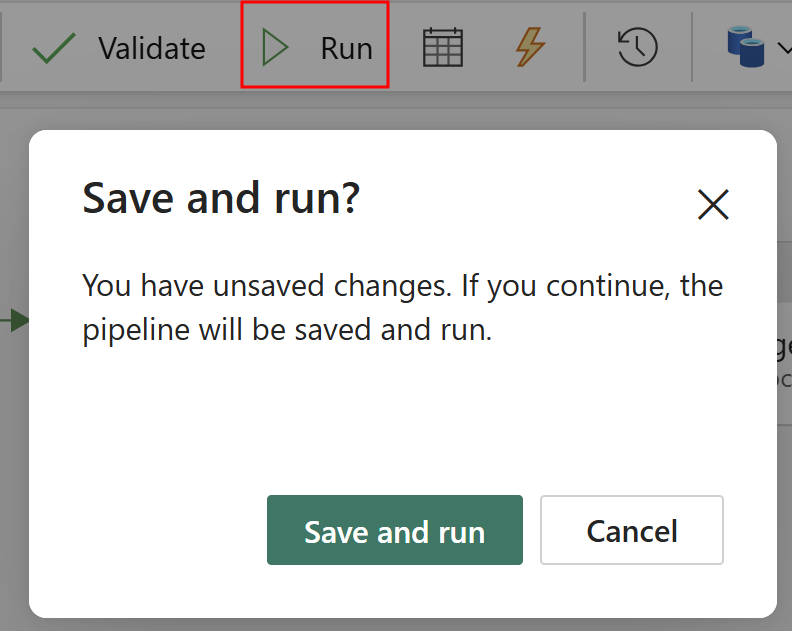 Validate
Run
Save and run?
You have unsaved changes. If you continue, the
pipeline will be saved and run.
Save and run
Cancel